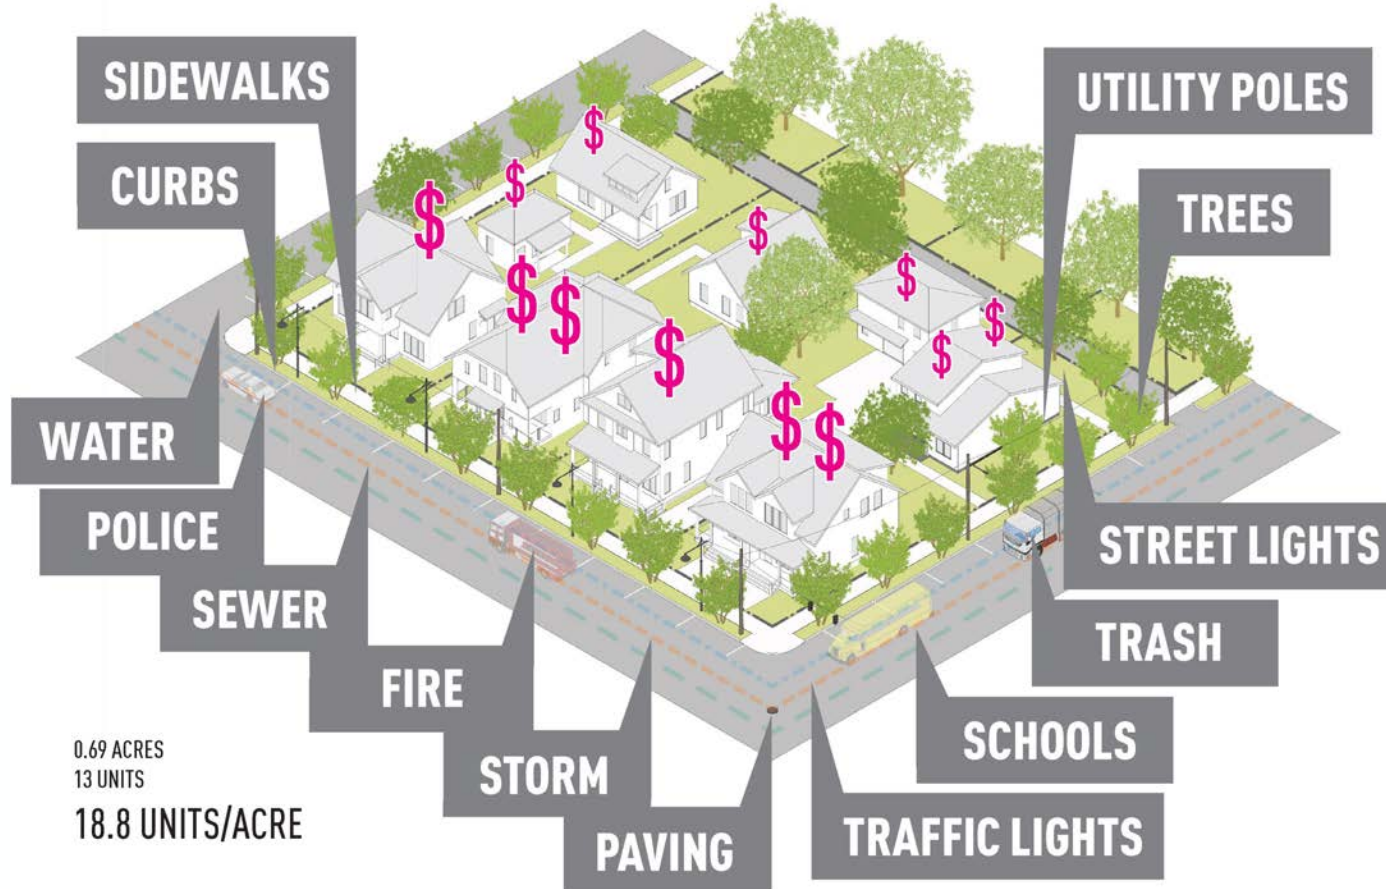 SIDEWALKS
CURBS
WATER
POLICE
SEWER
FIRE
STORM
PAVING
UTILITY POLES
TREES
STREET LIGHTS
TRASH
SCHOOLS
TRAFFIC LIGHTS
$
$
$
$
$
$
$
$
$
$
$
$
0.69 ACRES
13 UNITS
18.8 UNITS/ACRE